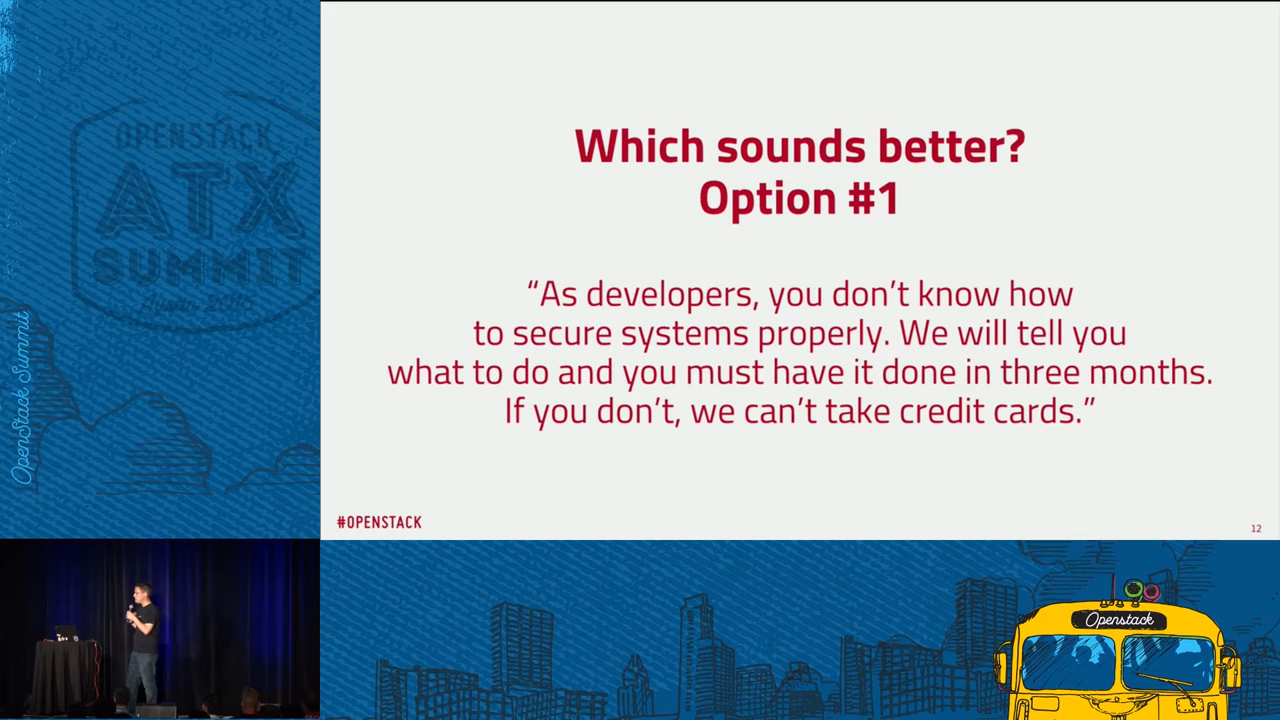 OPENSTACK
ATX
SUMMIT
Austin 2016
OpenStack Summit
Which sounds better?
Option #1
“As developers, you don’t know how
to secure systems properly. We will tell you
what to do and you must have it done in three months.
If you don’t, we can’t take credit cards.”
#OPENSTACK
12
Openstack